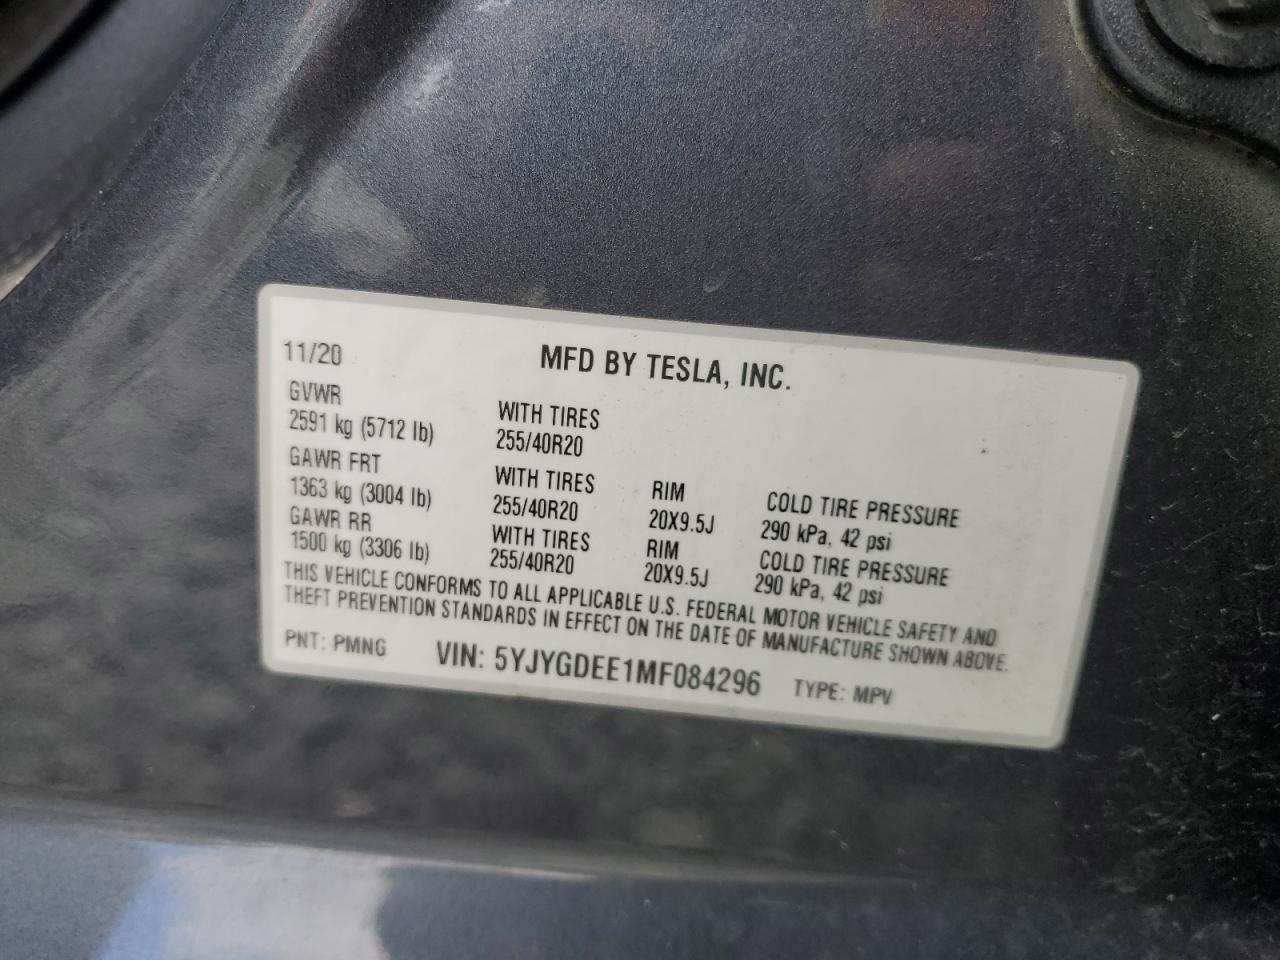 11/20 MFD BY TESLA, INC.
GVWR
2591 kg (5712 lb) WITH TIRES
255/40R20
GAWR FRT
1363 kg (3004 lb) WITH TIRES RIM COLD TIRE PRESSURE
255/40R20 20X9.5J 290 kPa, 42 psi
GAWR RR
1500 kg (3306 lb) WITH TIRES RIM COLD TIRE PRESSURE
255/40R20 20X9.5J 290 kPa, 42 psi
THIS VEHICLE CONFORMS TO ALL APPLICABLE U.S. FEDERAL MOTOR VEHICLE SAFETY AND
THEFT PREVENTION STANDARDS IN EFFECT ON THE DATE OF MANUFACTURE SHOWN ABOVE.
PNT: PMNG VIN: 5YJYGDEE1MF084296 TYPE: MPV